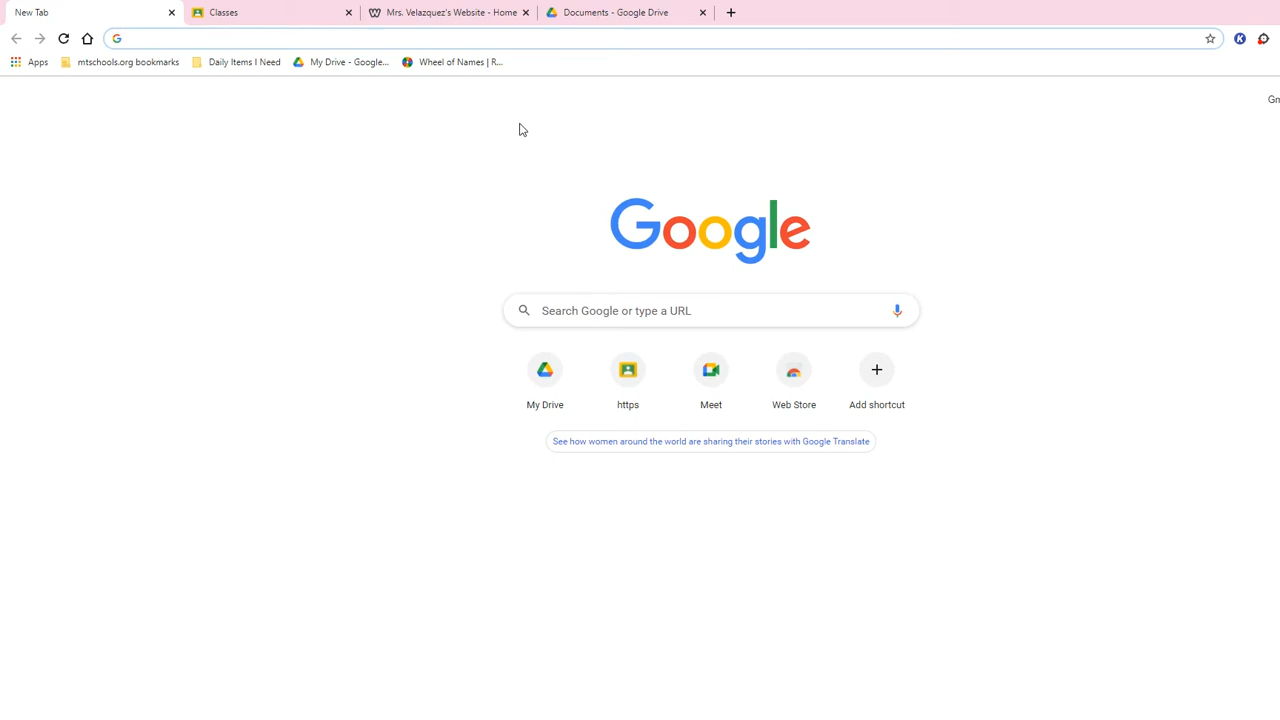 New Tab
Classes
Mrs. Velazquez's Website - Home
Documents - Google Drive
Apps
mtschools.org bookmarks
Daily Items I Need
My Drive - Google...
Wheel of Names | R...
Gm
Google
Search Google or type a URL
My Drive
https
Meet
Web Store
Add shortcut
See how women around the world are sharing their stories with Google Translate